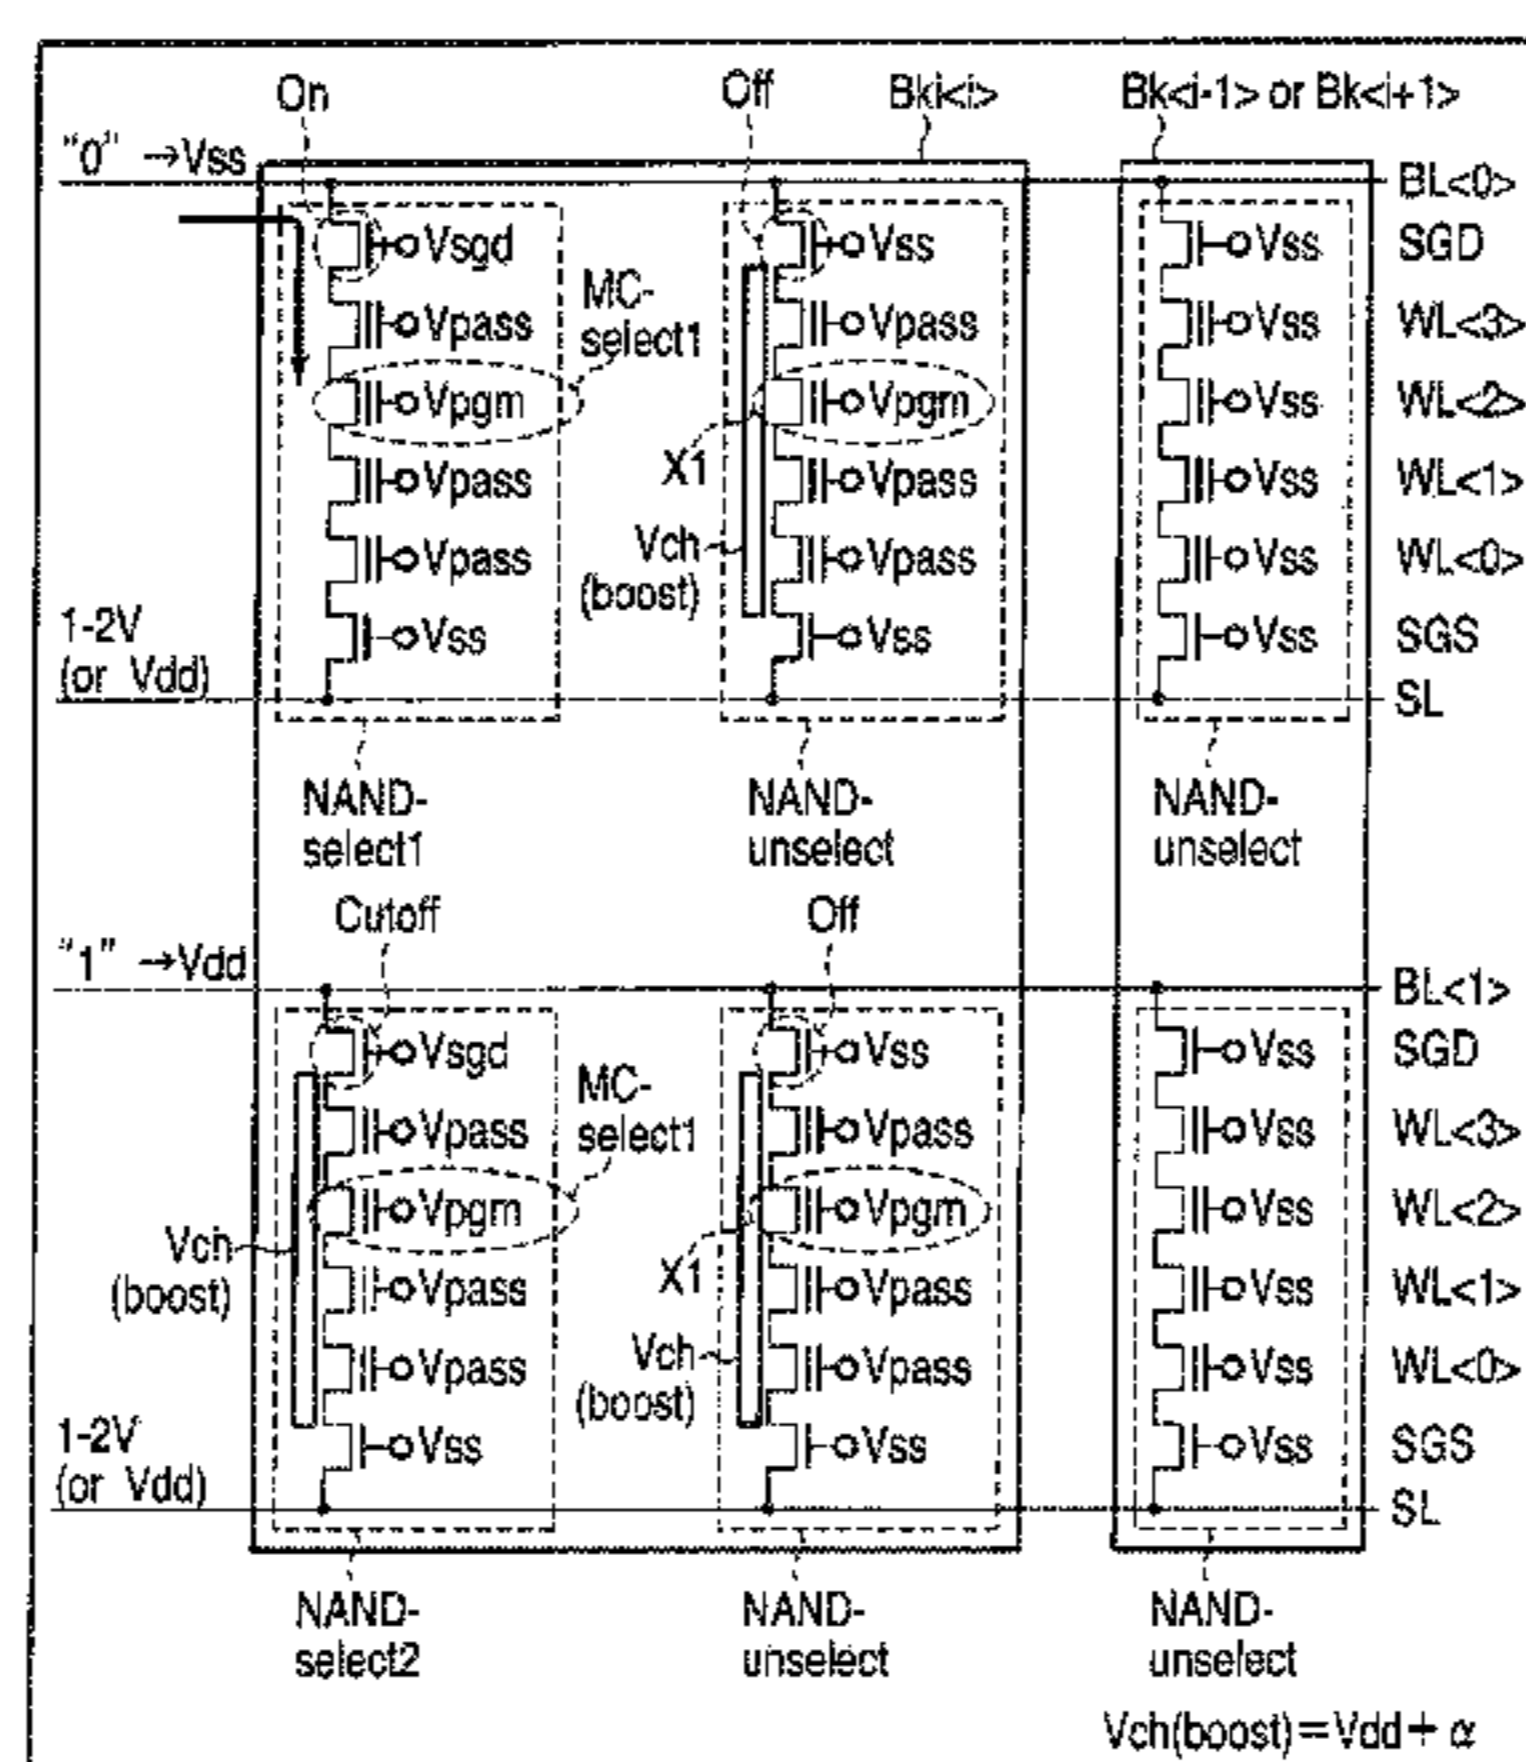 On Off Bki<i> Bk<i-1> or Bk<i+1>
"0" →Vss BL<0>
Vsgd Vss Vss SGD
MC-
select1
Vpass Vpass Vss WL<3>
Vpgm Vpgm Vss WL<2>
X1
Vpass Vpass Vss WL<1>
Vch
(boost)
Vpass Vpass Vss WL<0>
1-2V
(or Vdd)
Vss Vss Vss SGS
SL
NAND-
select1
NAND-
unselect
NAND-
unselect
Cutoff Off
"1" →Vdd BL<1>
Vsgd Vss Vss SGD
MC-
select1
Vpass Vpass Vss WL<3>
Vpgm Vpgm Vss WL<2>
Vch
(boost)
X1
Vpass Vpass Vss WL<1>
Vch
(boost)
Vpass Vpass Vss WL<0>
1-2V
(or Vdd)
Vss Vss Vss SGS
SL
NAND-
select2
NAND-
unselect
NAND-
unselect
Vch(boost)=Vdd+α